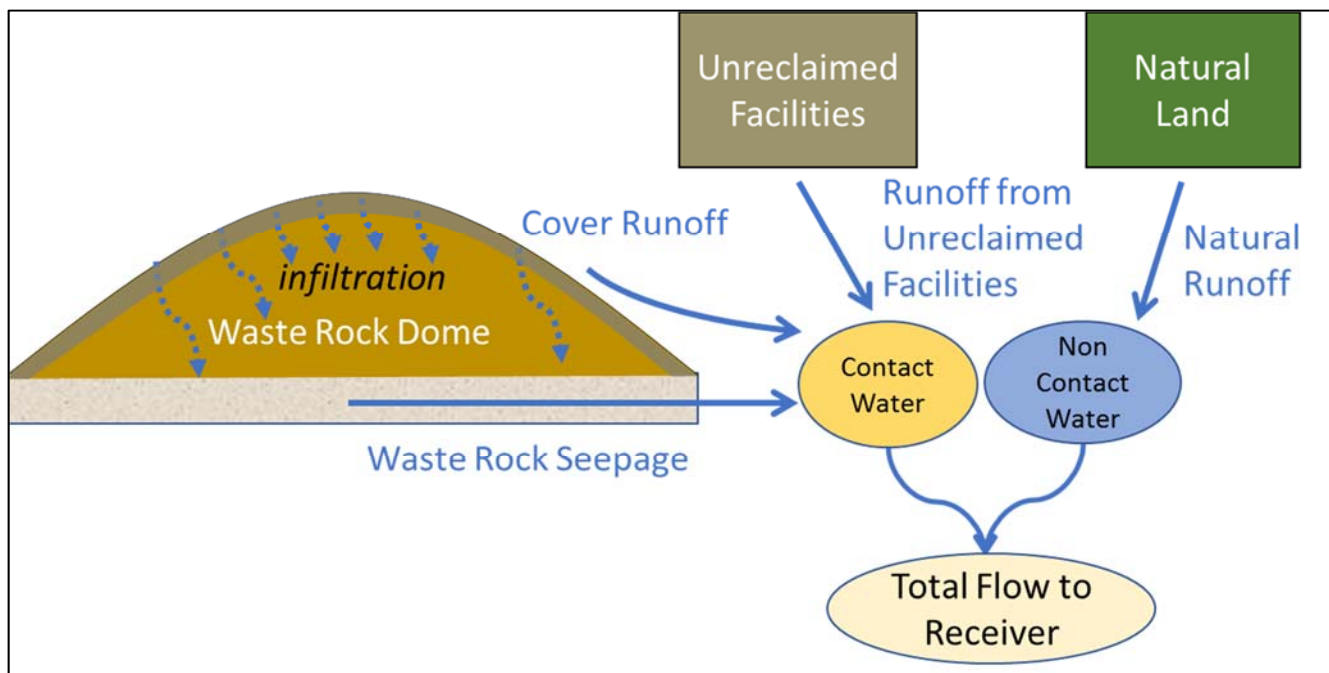 Unreclaimed
Facilities
Natural
Land
Cover Runoff
Runoff from
Unreclaimed
Facilities
Natural
Runoff
infiltration
Waste Rock Dome
Contact
Water
Non
Contact
Water
Waste Rock Seepage
Total Flow to
Receiver